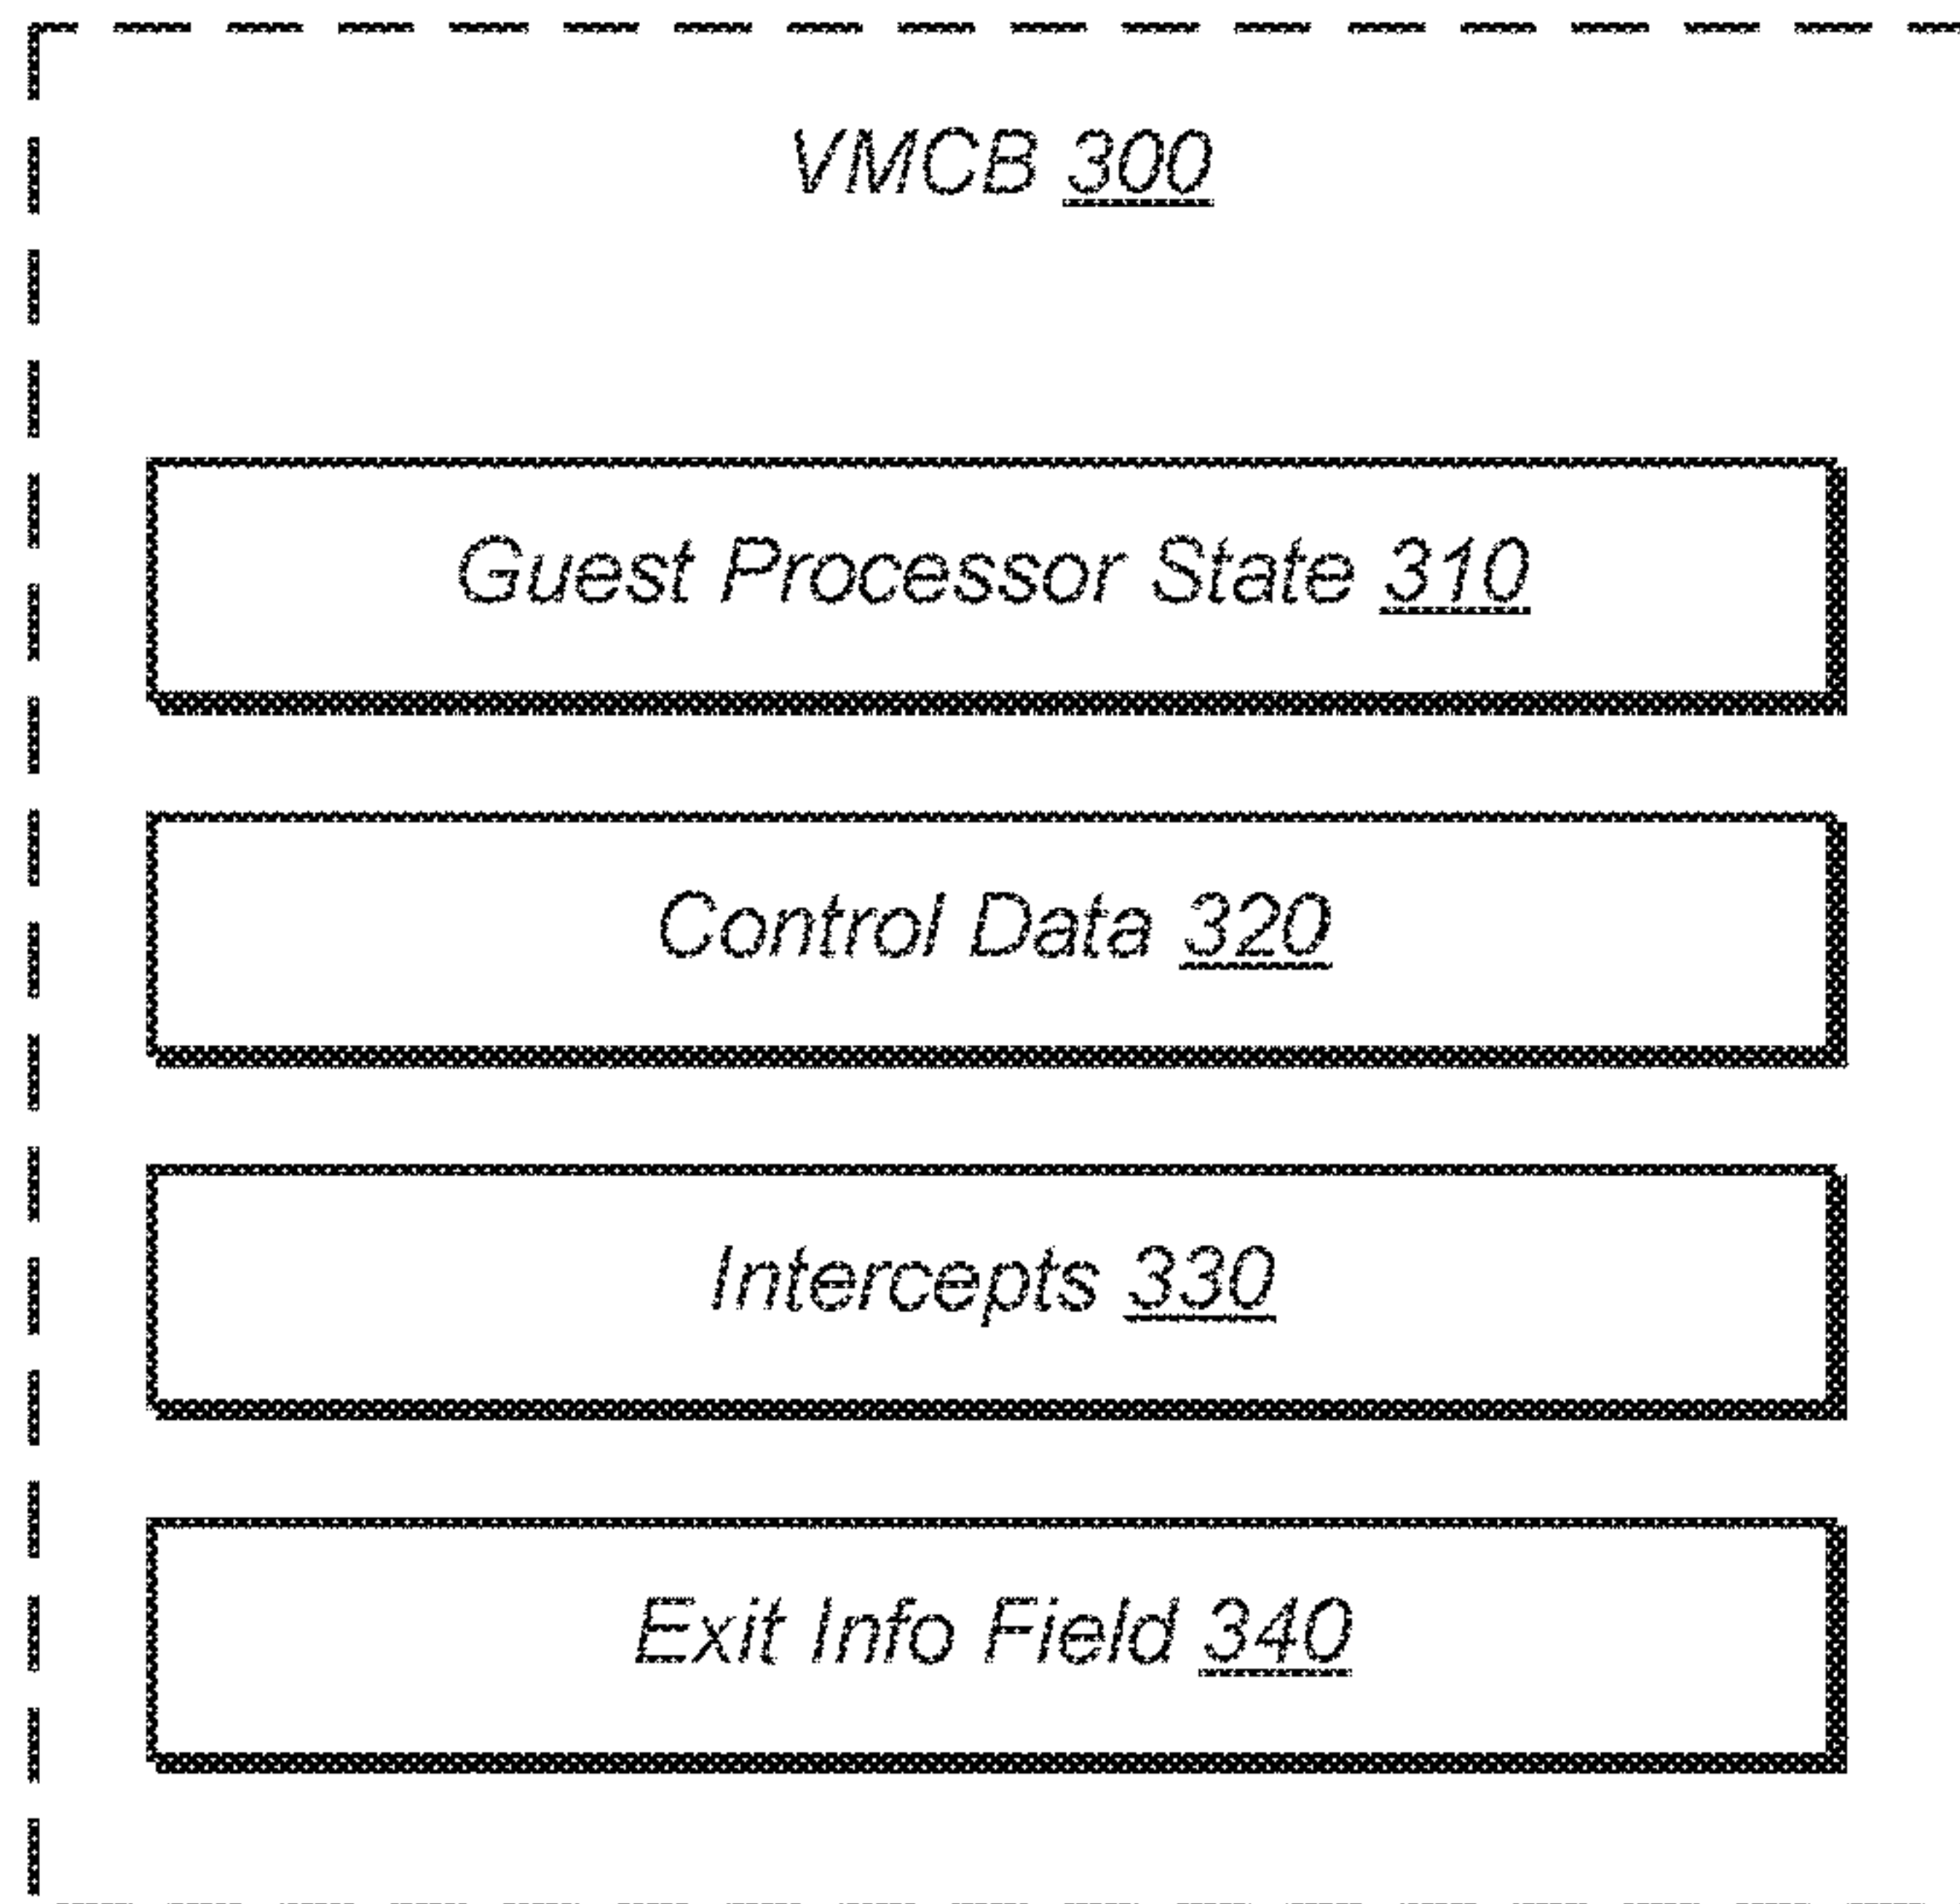 VMCB 300
Guest Processor State 310
Control Data 320
Intercepts 330
Exit Info Field 340